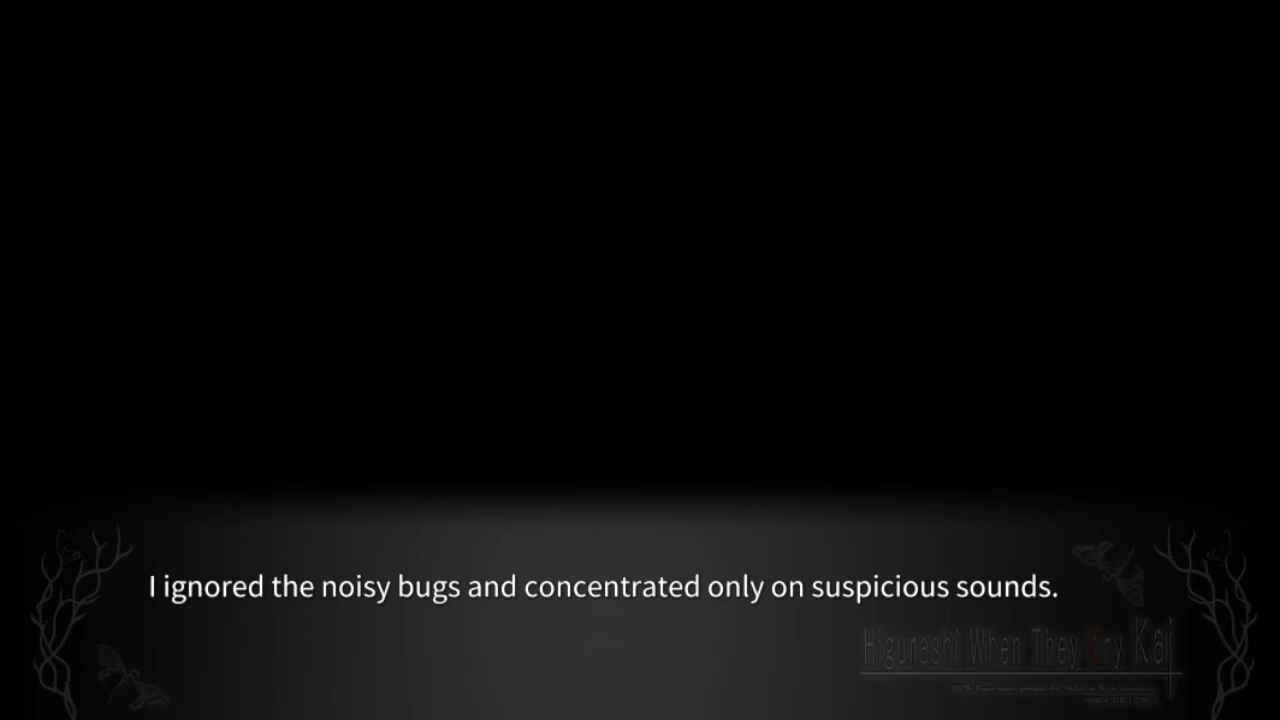 I ignored the noisy bugs and concentrated only on suspicious sounds.
Higurashi When They Cry Kai